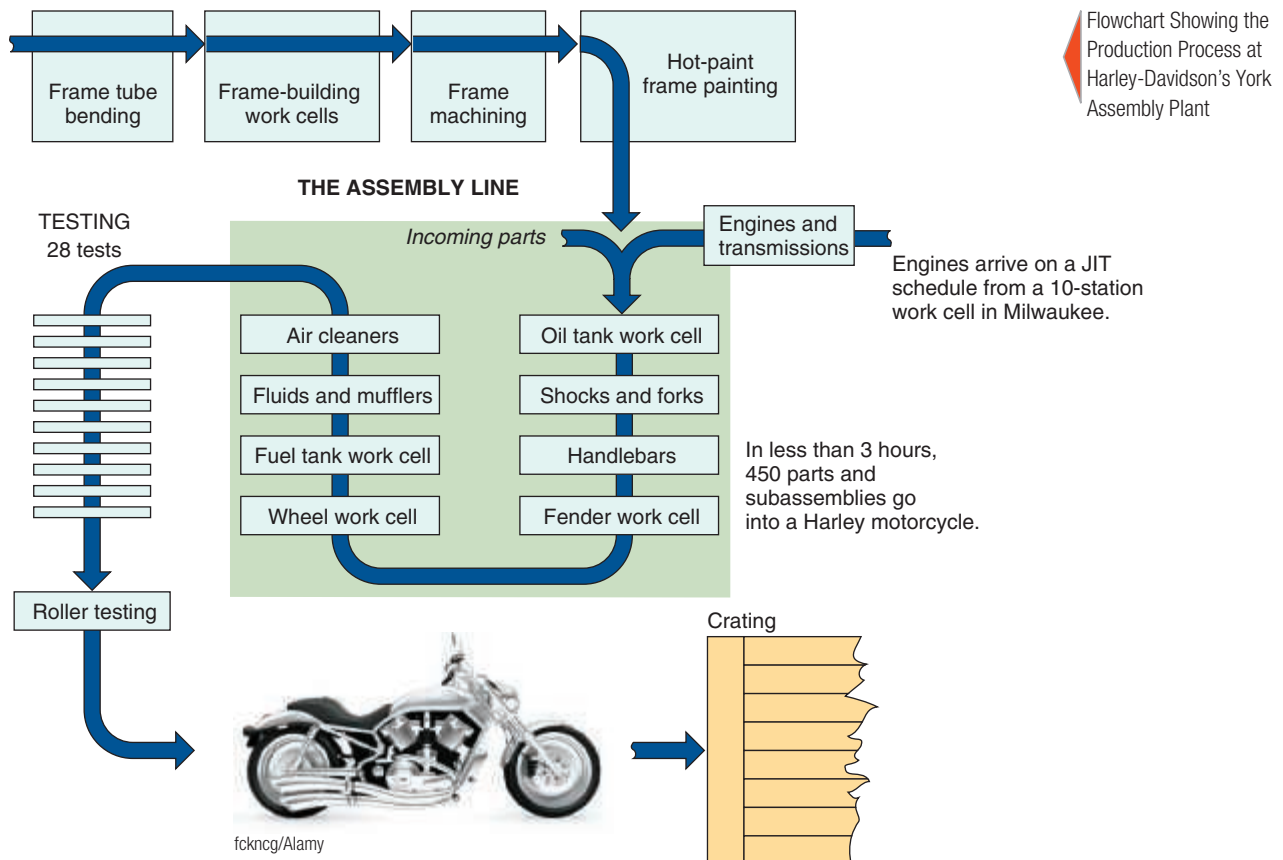 Flowchart Showing the
Production Process at
Harley-Davidson's York
Assembly Plant
Frame tube
bending
Frame-building
work cells
Frame
machining
Hot-paint
frame painting
THE ASSEMBLY LINE
TESTING
28 tests
Incoming parts
Engines and
transmissions
Engines arrive on a JIT
schedule from a 10-station
work cell in Milwaukee.
Air cleaners
Oil tank work cell
Fluids and mufflers
Shocks and forks
Fuel tank work cell
Handlebars
Wheel work cell
Fender work cell
In less than 3 hours,
450 parts and
subassemblies go
into a Harley motorcycle.
Roller testing
Crating
fckncg/Alamy